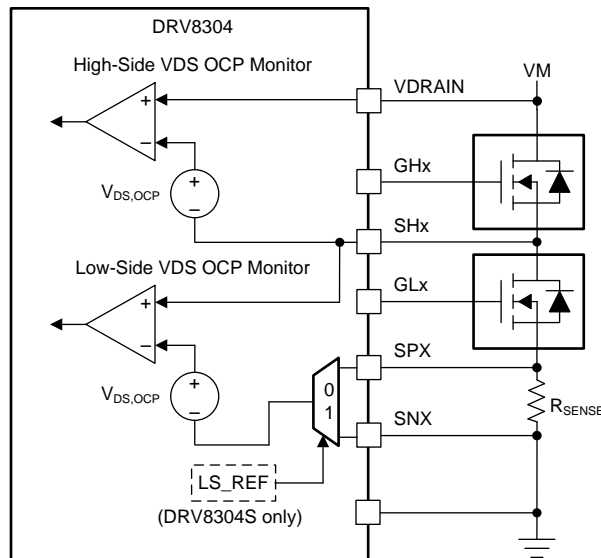 DRV8304
High-Side VDS OCP Monitor
VM
VDRAIN
+
−
GHx
+
VDS,OCP
−
SHx
Low-Side VDS OCP Monitor
GLx
+
−
SPX
+
VDS,OCP
−
0
1
RSENSE
SNX
LS_REF
(DRV8304S only)